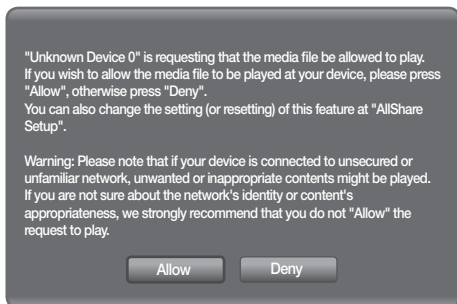 "Unknown Device 0" is requesting that the media file be allowed to play.
If you wish to allow the media file to be played at your device, please press
"Allow", otherwise press "Deny".
You can also change the setting (or resetting) of this feature at "AllShare
Setup".
Warning: Please note that if your device is connected to unsecured or
unfamiliar network, unwanted or inappropriate contents might be played.
If you are not sure about the network's identity or content's
appropriateness, we strongly recommend that you do not "Allow" the
request to play.
Allow Deny